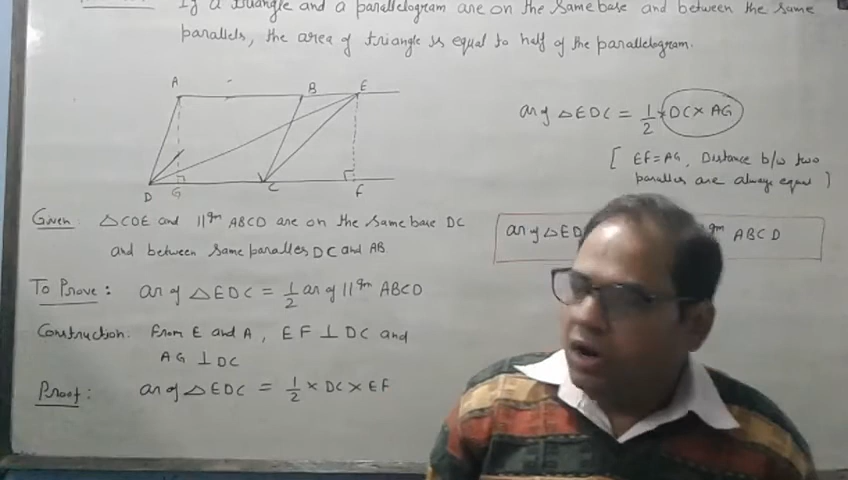 If a triangle and a parallelogram are on the same base and between the same
parallels, the area of triangle is equal to half of the parallelogram.
A
B
E
D
G
C
F
ar of △EDC = 1/2 × DC × AG
[ EF = AG, Distance b/w two
paralles are always equal )
Given: △CDE and ||gm ABCD are on the same base DC
and between same paralles DC and AB
ar of △ED
gm ABCD
To Prove: ar of △EDC = 1/2 ar of ||gm ABCD
Construction: From E and A, EF ⊥ DC and
AG ⊥ DC
Proof: ar of △EDC = 1/2 × DC × EF